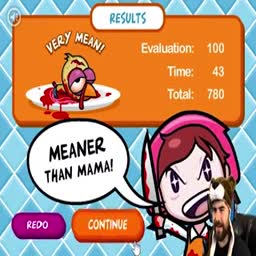 RESULTS
VERY MEAN!
Evaluation: 100
Time: 43
Total: 780
MEANER
THAN MAMA!
REDO
CONTINUE